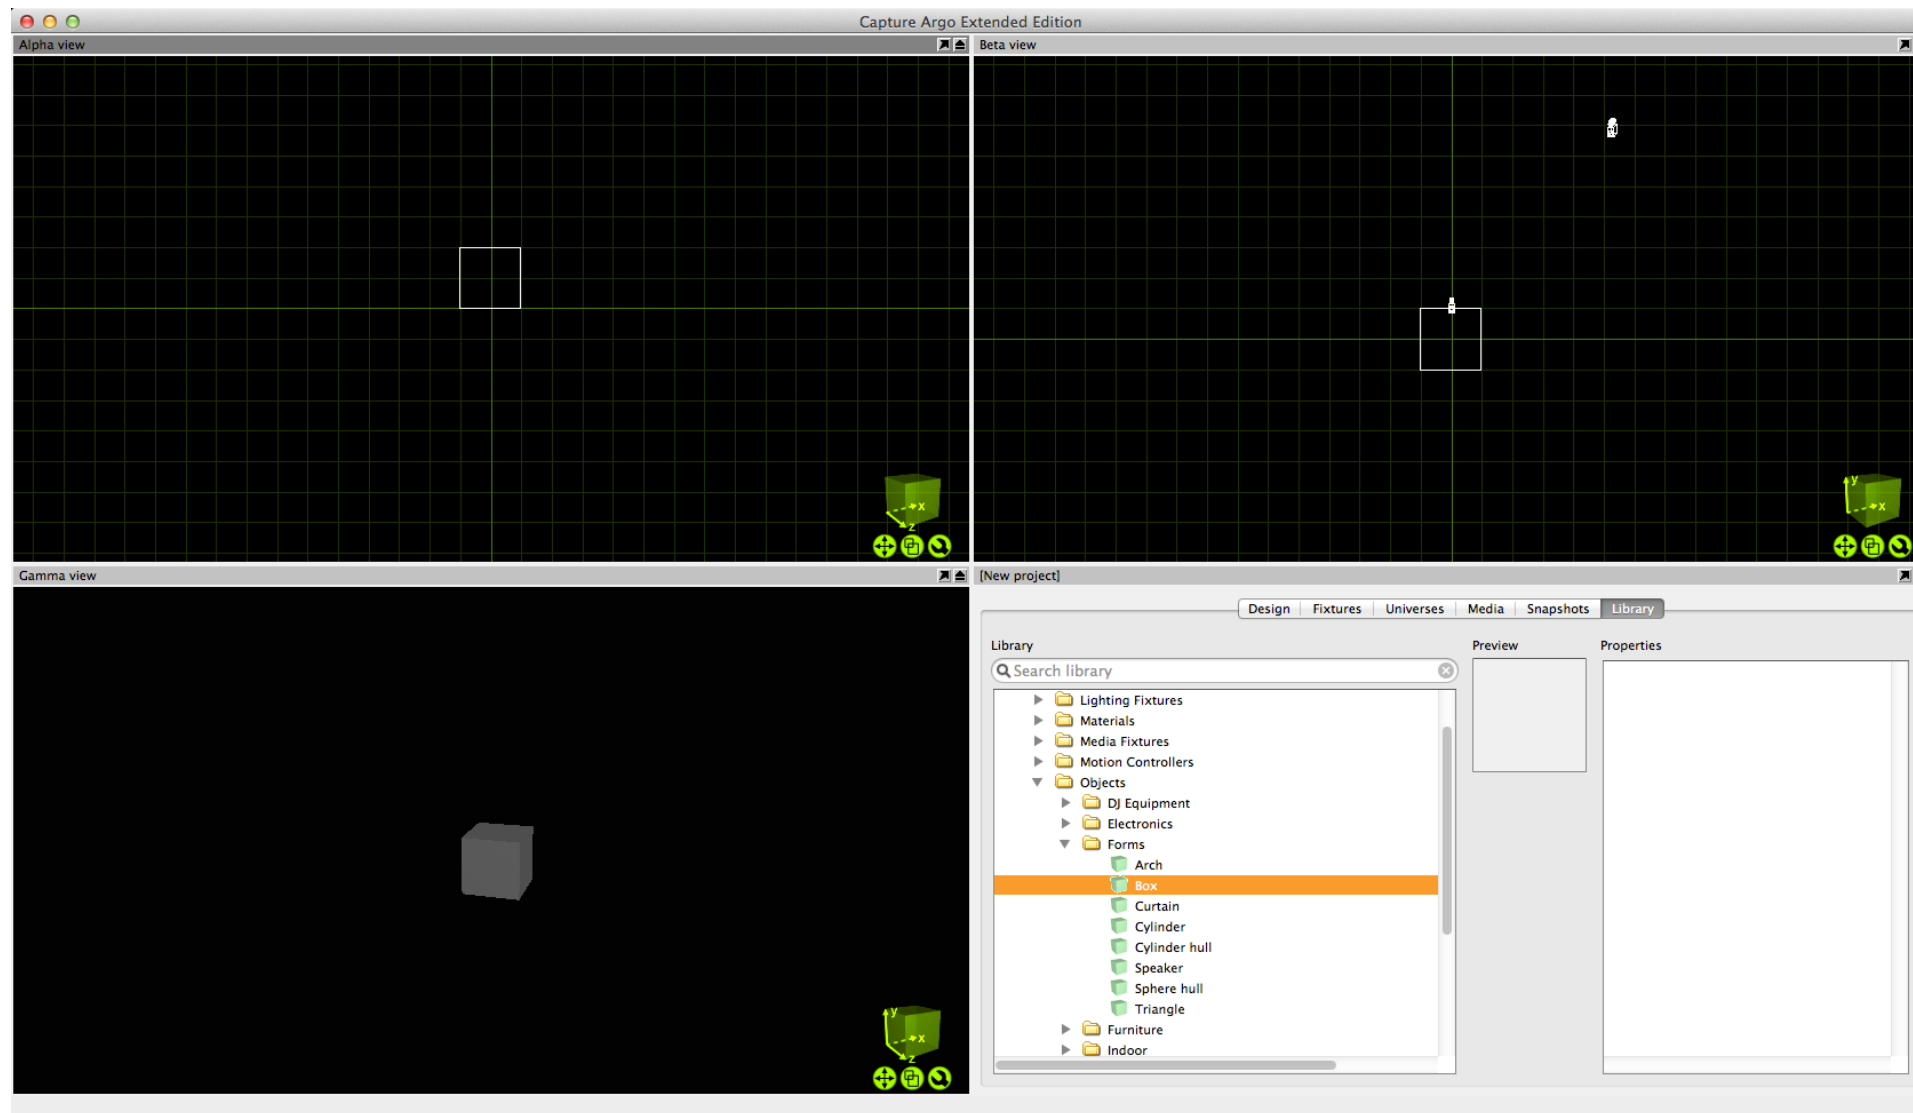 Capture Argo Extended Edition
Alpha view
Beta view
x
z
y
x
Gamma view
[New project]
Design Fixtures Universes Media Snapshots Library
Library
Preview
Properties
Search library
Lighting Fixtures
Materials
Media Fixtures
Motion Controllers
Objects
DJ Equipment
Electronics
Forms
Arch
Box
Curtain
Cylinder
Cylinder hull
Speaker
Sphere hull
Triangle
Furniture
Indoor
y
x
z